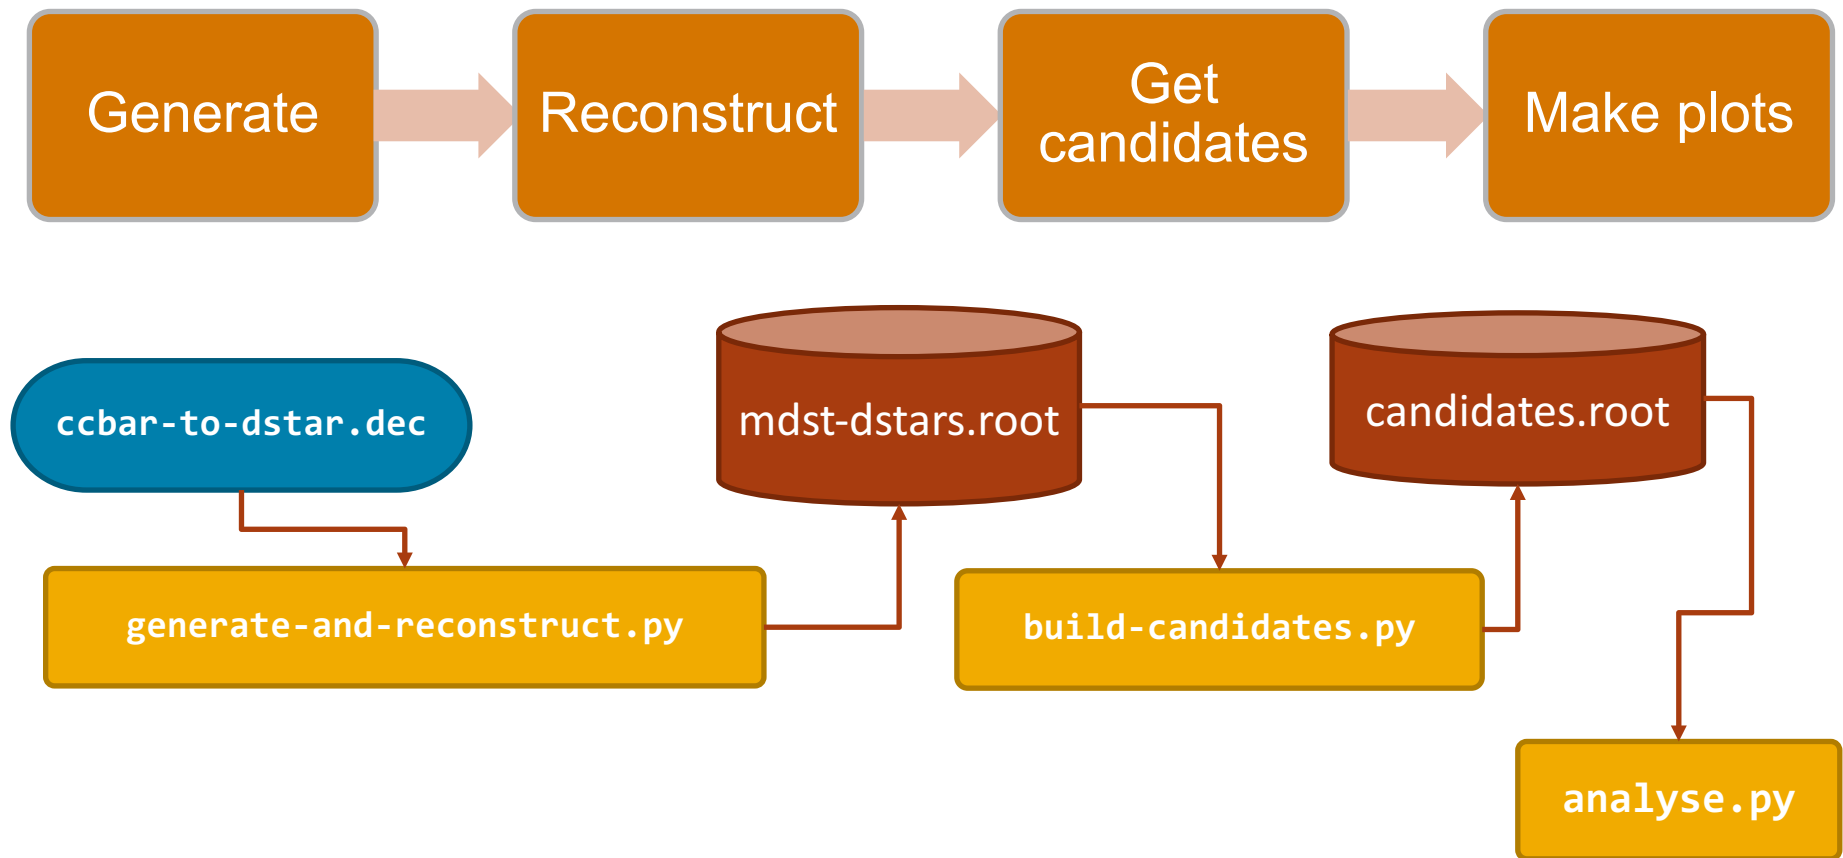 Generate
Reconstruct
Get
candidates
Make plots
ccbar-to-dstar.dec
mdst-dstars.root
candidates.root
generate-and-reconstruct.py
build-candidates.py
analyse.py